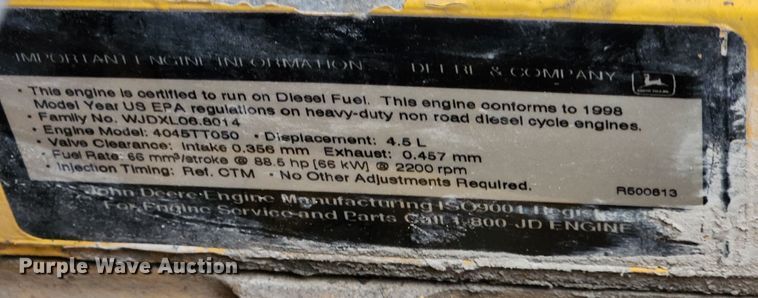 IMPORTANT ENGINE INFORMATION DEERE & COMPANY
• This engine is certified to run on Diesel Fuel. This engine conforms to 1998
Model Year US EPA regulations on heavy-duty non road diesel cycle engines.
• Family No. WJDXL06.8014
• Engine Model: 4045TT050 • Displacement: 4.5 L
• Valve Clearance: Intake 0.356 mm Exhaust: 0.457 mm
• Fuel Rate: 66 mm³/stroke @ 88.5 hp [66 kW] @ 2200 rpm
• Injection Timing: Ref. CTM • No Other Adjustments Required.
R500613
John Deere Engine Manufacturing ISO9001 Registered
For Engine Service and Parts Call 1-800-JD ENGINE
Purple Wave Auction